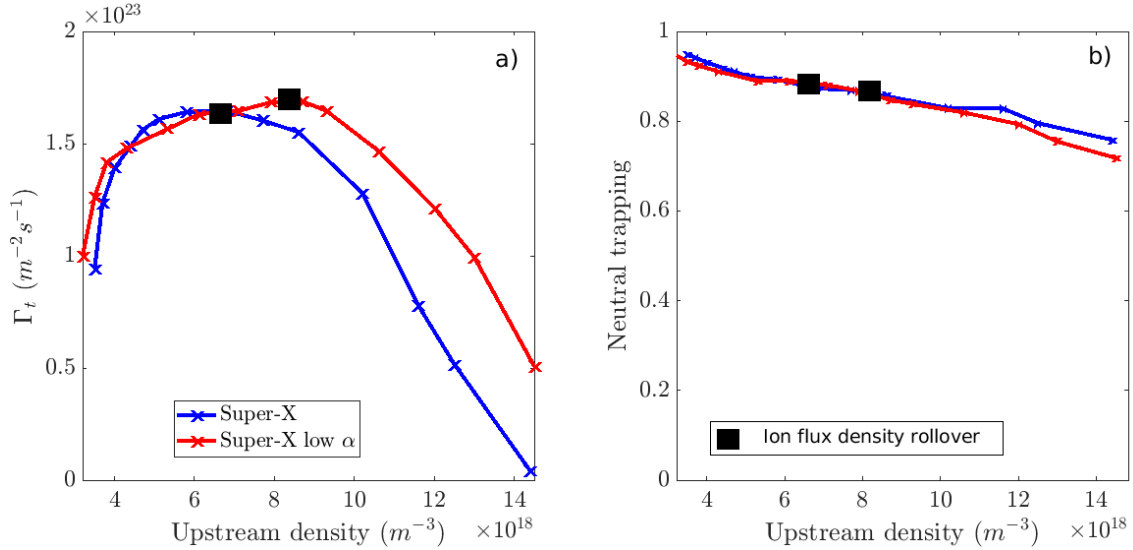 ×10^23
2
1.5
1
0.5
0
Γ_t (m^−2 s^−1)
a)
Super-X
Super-X low α
4 6 8 10 12 14
Upstream density (m^−3) ×10^18
1
0.8
0.6
0.4
0.2
0
Neutral trapping
b)
Ion flux density rollover
4 6 8 10 12 14
Upstream density (m^−3) ×10^18